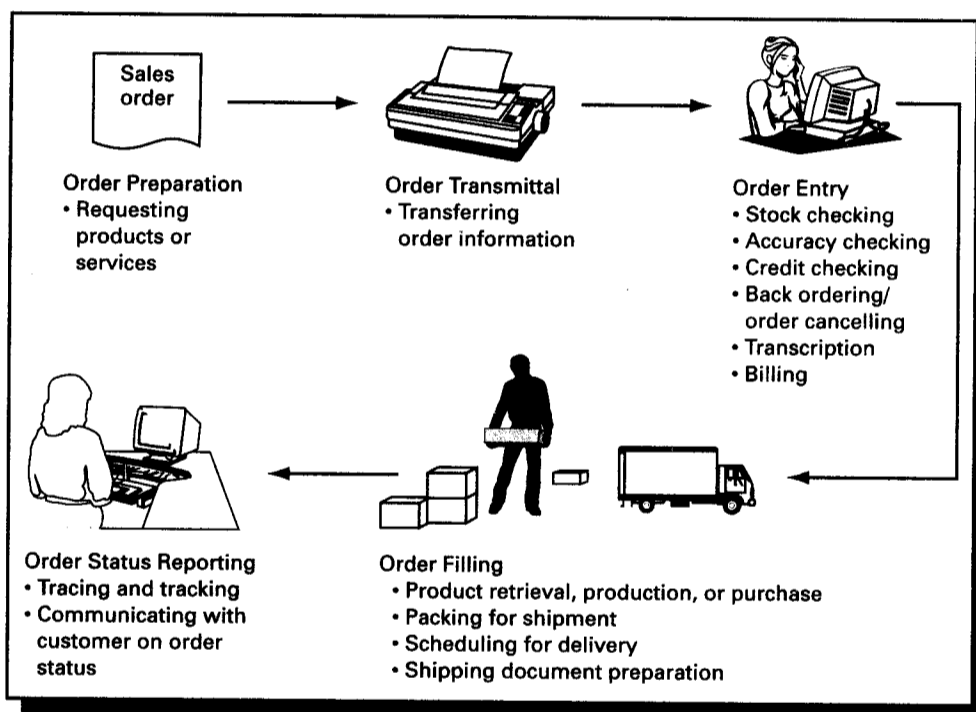 Sales
order
Order Preparation
• Requesting
products or
services
Order Transmittal
• Transferring
order information
Order Entry
• Stock checking
• Accuracy checking
• Credit checking
• Back ordering/
order cancelling
• Transcription
• Billing
Order Filling
• Product retrieval, production, or purchase
• Packing for shipment
• Scheduling for delivery
• Shipping document preparation
Order Status Reporting
• Tracing and tracking
• Communicating with
customer on order
status